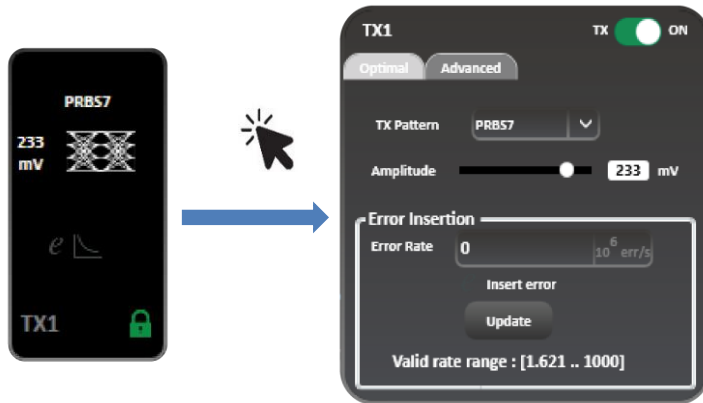 PRBS7
233
mV
e
TX1
TX1
TX ON
Optimal Advanced
TX Pattern PRBS7
Amplitude 233 mV
Error Insertion
Error Rate 0 10^6 err/s
Insert error
Update
Valid rate range : [1.621 .. 1000]